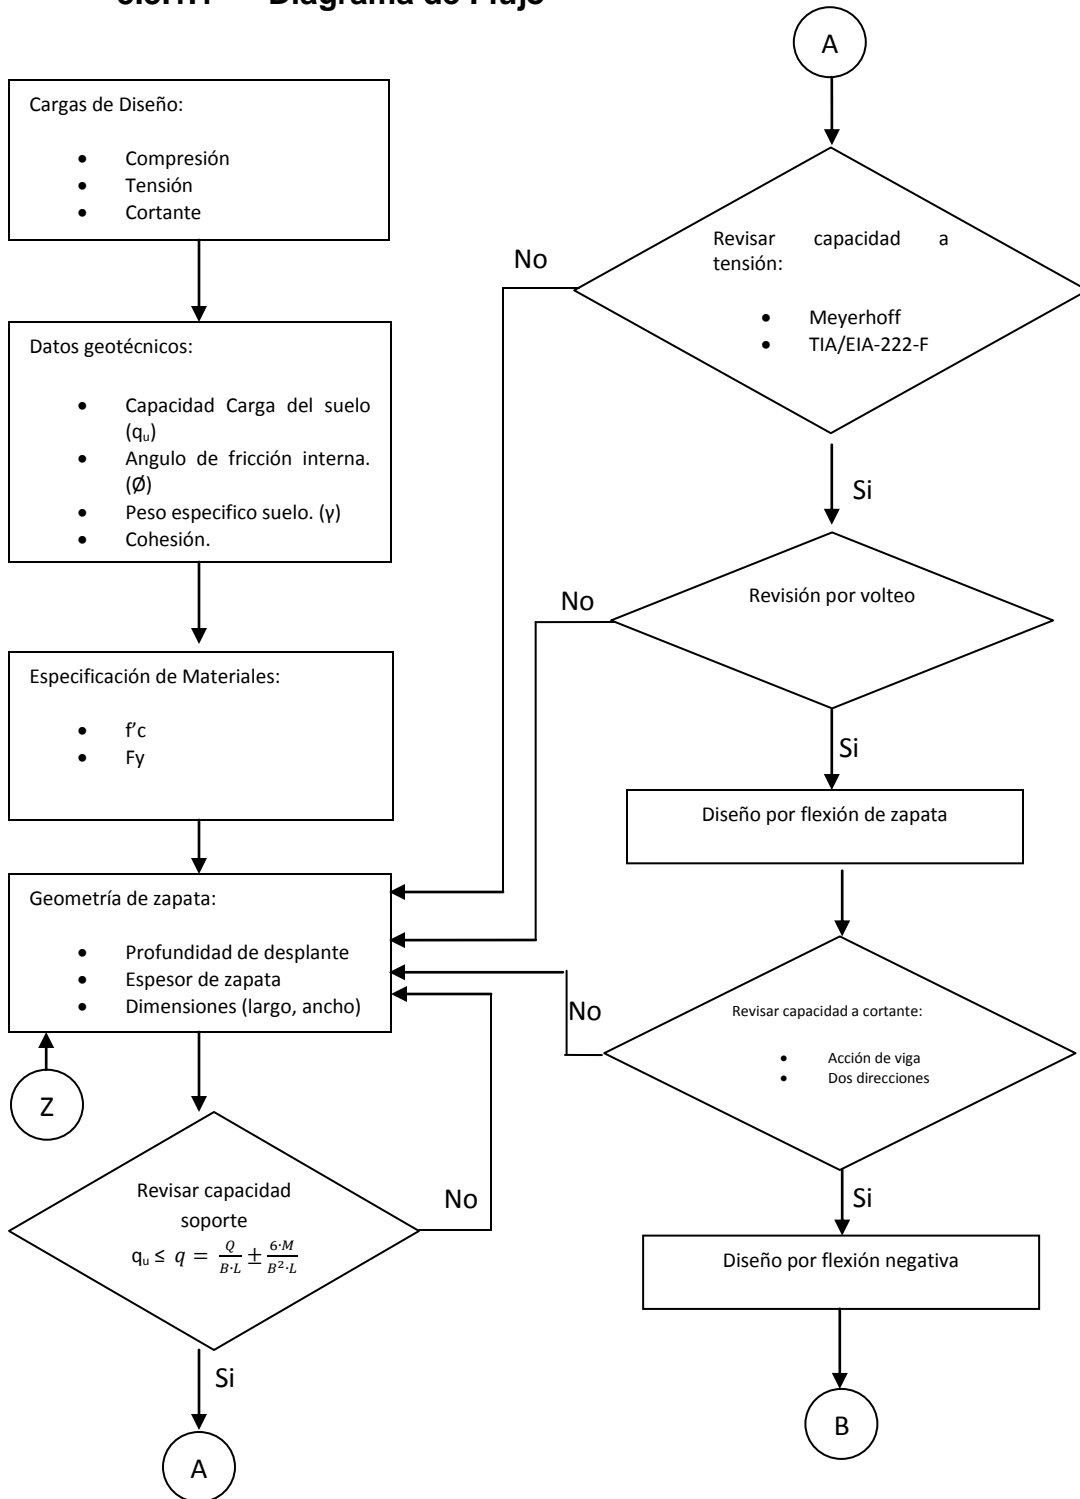 Diagrama de Flujo
Cargas de Diseño:
• Compresión
• Tensión
• Cortante
Datos geotécnicos:
• Capacidad Carga del suelo
(qᵤ)
• Angulo de fricción interna.
(Ø)
• Peso especifico suelo. (γ)
• Cohesión.
Especificación de Materiales:
• f’c
• Fy
Geometría de zapata:
• Profundidad de desplante
• Espesor de zapata
• Dimensiones (largo, ancho)
Z
Revisar capacidad
soporte
qᵤ ≤ q = Q/B·L ± 6·M/B²·L
No
Si
A
A
Revisar capacidad a
tensión:
• Meyerhoff
• TIA/EIA-222-F
No
Si
Revisión por volteo
No
Si
Diseño por flexión de zapata
Revisar capacidad a cortante:
• Acción de viga
• Dos direcciones
No
Si
Diseño por flexión negativa
B